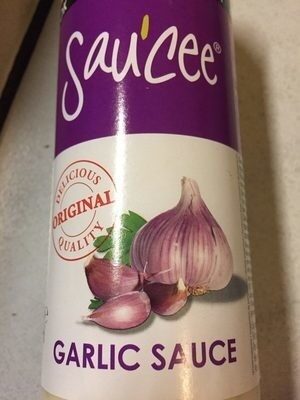 sau'cee®
DELICIOUS
ORIGINAL
QUALITY
GARLIC SAUCE